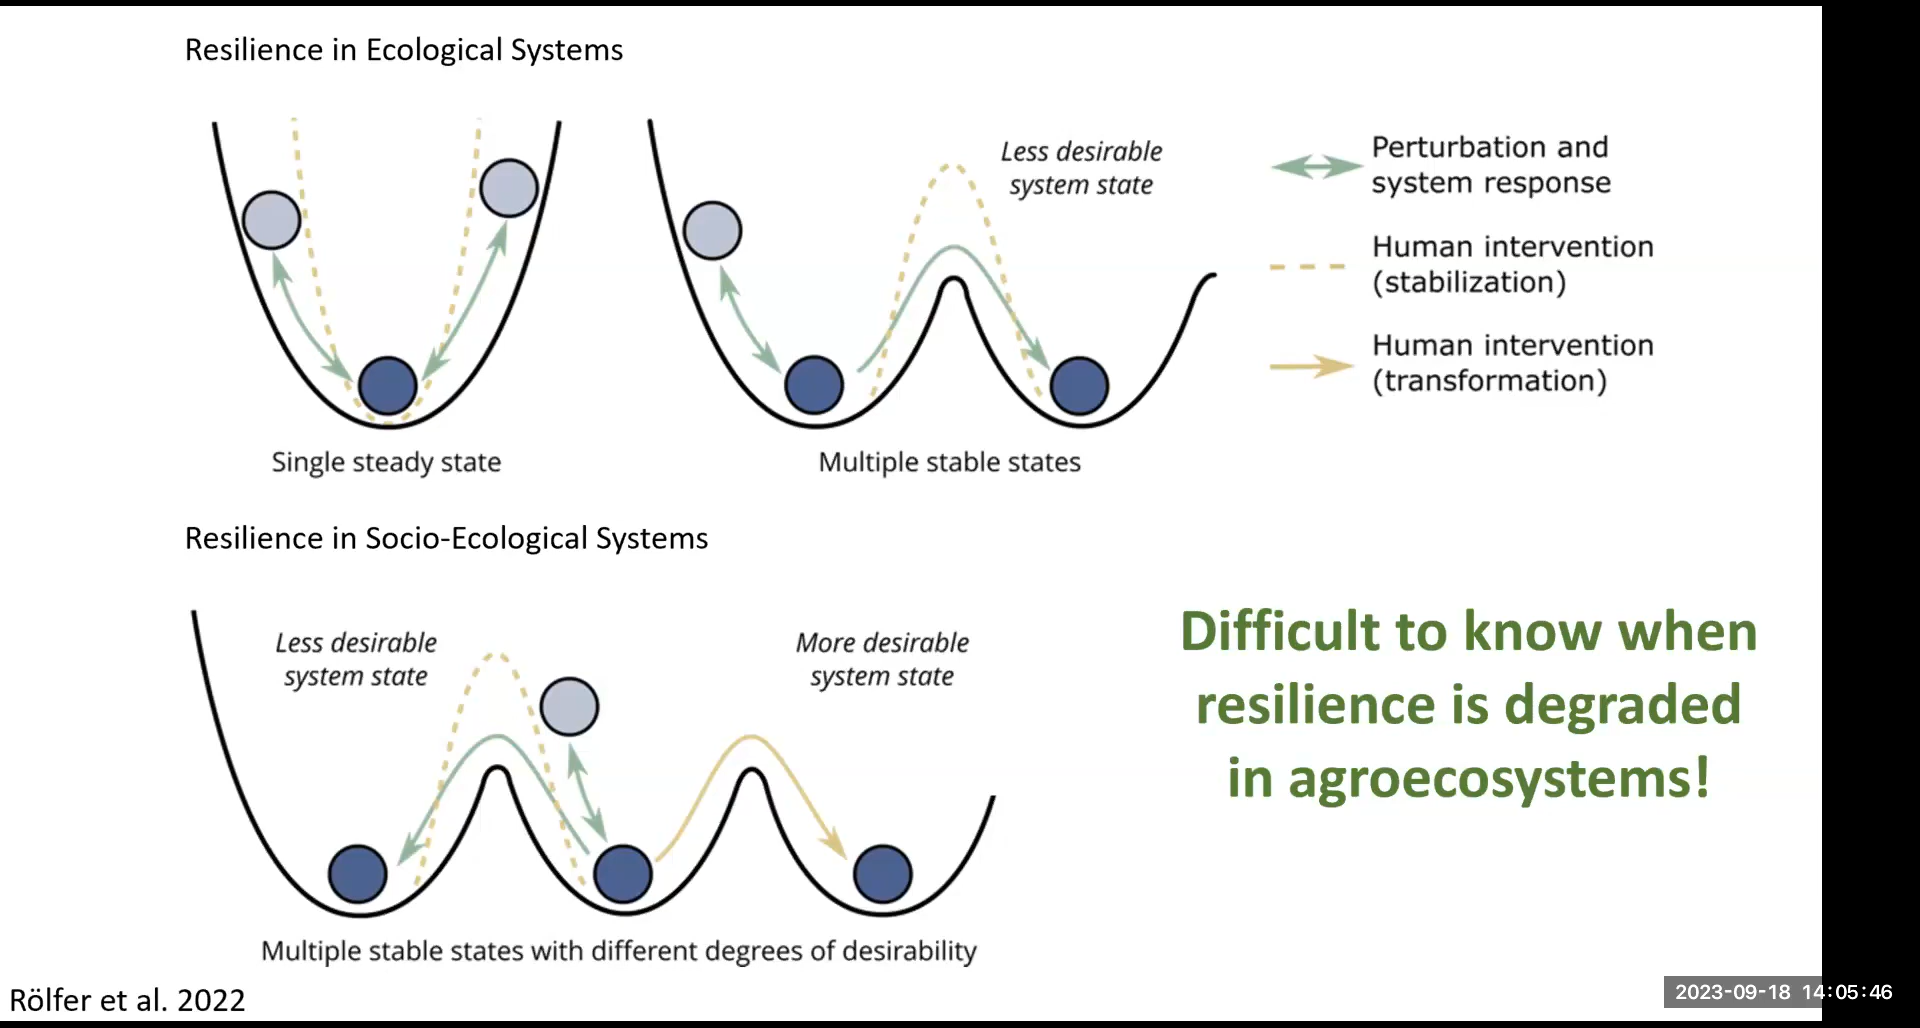 Resilience in Ecological Systems
Less desirable
system state
Perturbation and
system response
Human intervention
(stabilization)
Human intervention
(transformation)
Single steady state
Multiple stable states
Resilience in Socio-Ecological Systems
Less desirable
system state
More desirable
system state
Difficult to know when
resilience is degraded
in agroecosystems!
Multiple stable states with different degrees of desirability
Rölfer et al. 2022
2023-09-18 14:05:46